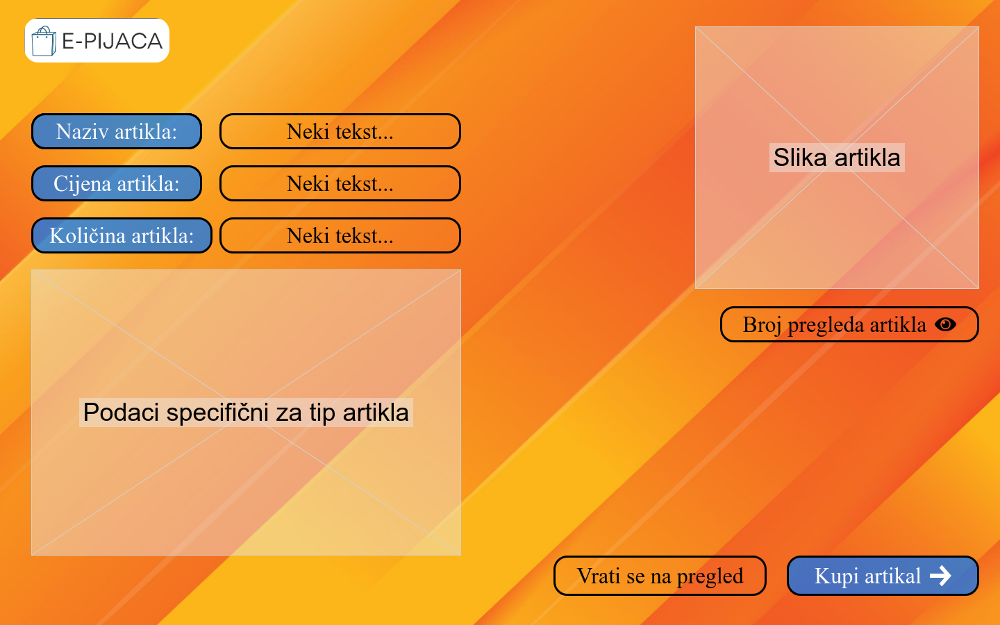 E-PIJACA
Naziv artikla:
Neki tekst...
Cijena artikla:
Neki tekst...
Količina artikla:
Neki tekst...
Slika artikla
Broj pregleda artikla
Podaci specifični za tip artikla
Vrati se na pregled
Kupi artikal